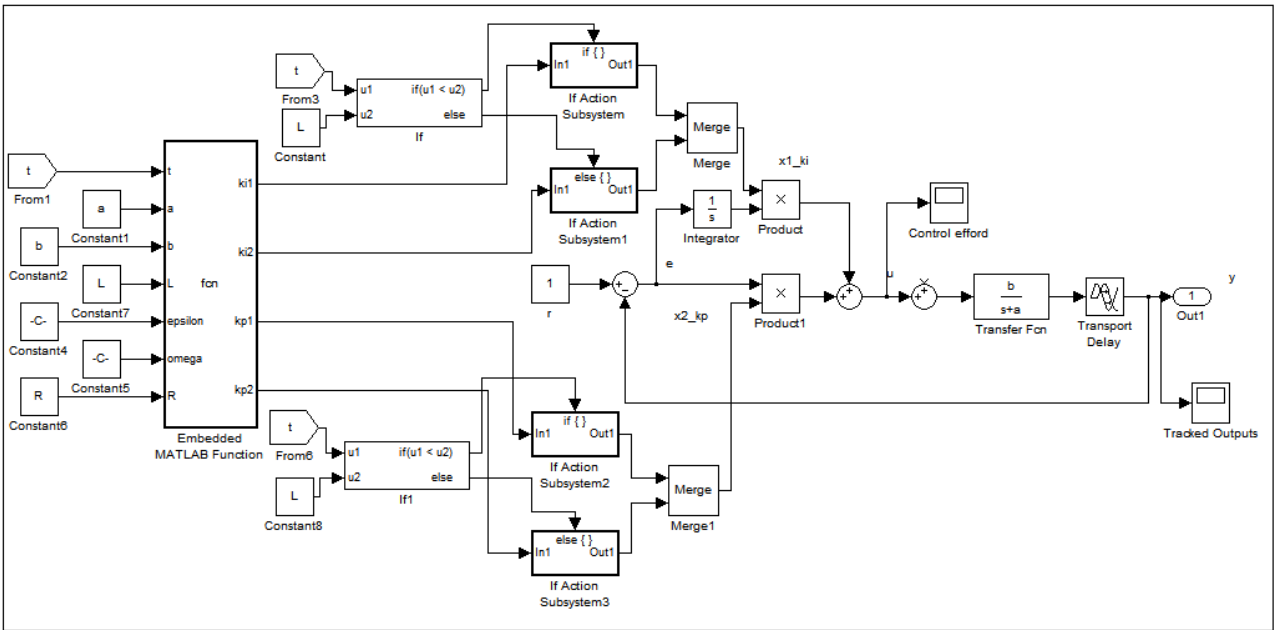 t
From1
a
Constant1
b
Constant2
L
Constant7
-C-
Constant4
-C-
Constant5
R
Constant6
t
a
b
L
epsilon
omega
R
fcn
ki1
ki2
kp1
kp2
Embedded
MATLAB Function
t
From3
L
Constant
u1
u2
if(u1 < u2)
else
If
if { }
In1
Out1
If Action
Subsystem
else { }
In1
Out1
If Action
Subsystem1
Merge
Merge
x1_ki
1
s
Integrator
×
Product
e
1
r
x2_kp
×
Product1
u
Control efford
b
s+a
Transfer Fcn
Transport
Delay
y
1
Out1
Tracked Outputs
t
From6
L
Constant8
u1
u2
if(u1 < u2)
else
If1
if { }
In1
Out1
If Action
Subsystem2
else { }
In1
Out1
If Action
Subsystem3
Merge
Merge1